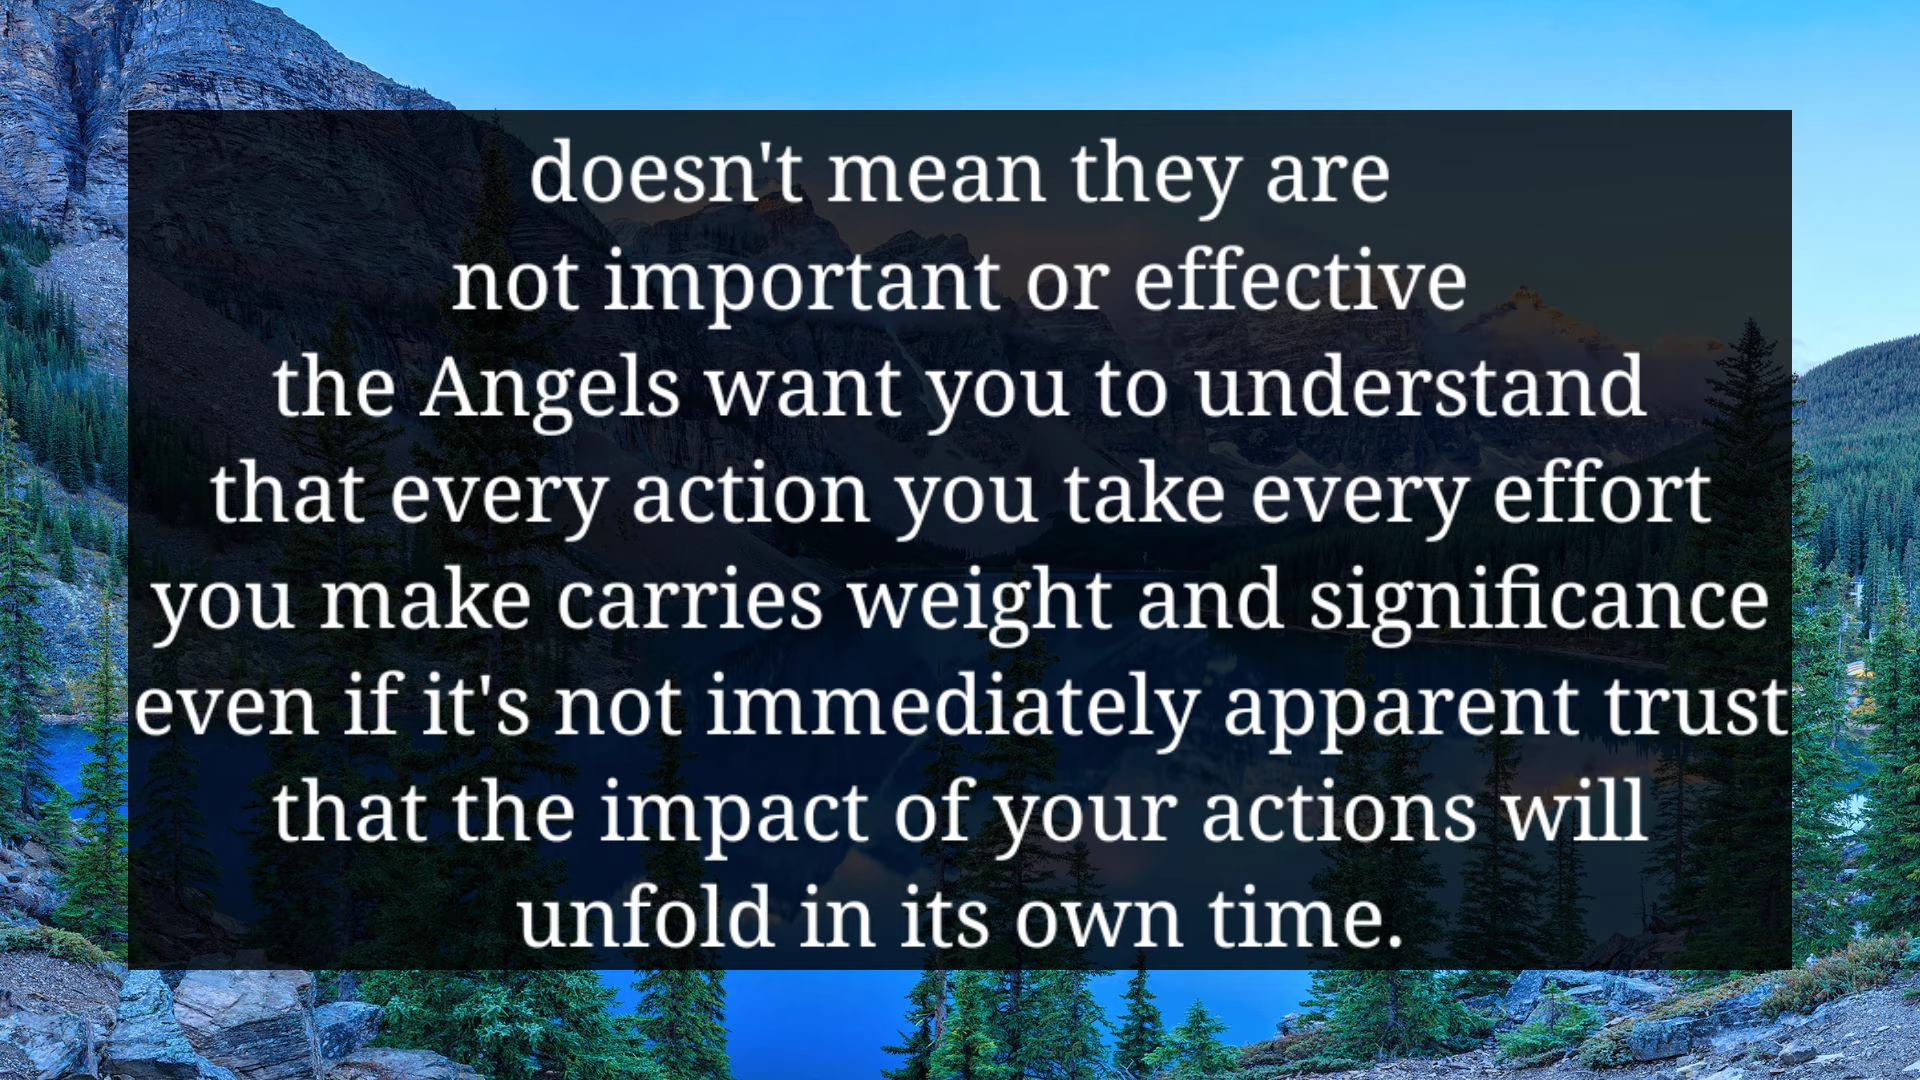 doesn't mean they are
not important or effective
the Angels want you to understand
that every action you take every effort
you make carries weight and significance
even if it's not immediately apparent trust
that the impact of your actions will
unfold in its own time.